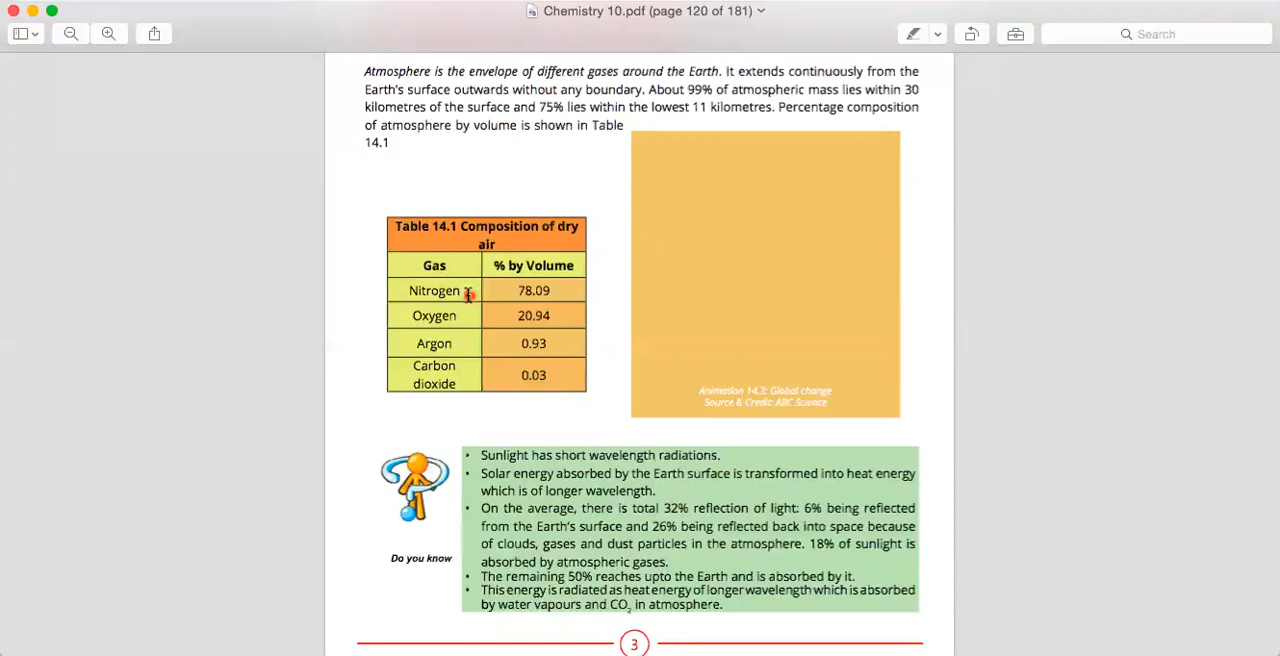 Chemistry 10.pdf (page 120 of 181)
Search
Atmosphere is the envelope of different gases around the Earth. It extends continuously from the
Earth's surface outwards without any boundary. About 99% of atmospheric mass lies within 30
kilometres of the surface and 75% lies within the lowest 11 kilometres. Percentage composition
of atmosphere by volume is shown in Table
14.1
Table 14.1 Composition of dry
air
Gas % by Volume
Nitrogen 78.09
Oxygen 20.94
Argon 0.93
Carbon
dioxide 0.03
Animation 14.3: Global change
Source & Credit: ABC Science
• Sunlight has short wavelength radiations.
• Solar energy absorbed by the Earth surface is transformed into heat energy
which is of longer wavelength.
• On the average, there is total 32% reflection of light: 6% being reflected
from the Earth's surface and 26% being reflected back into space because
of clouds, gases and dust particles in the atmosphere. 18% of sunlight is
absorbed by atmospheric gases.
• The remaining 50% reaches upto the Earth and is absorbed by it.
• This energy is radiated as heat energy of longer wavelength which is absorbed
by water vapours and CO₂ in atmosphere.
Do you know
3